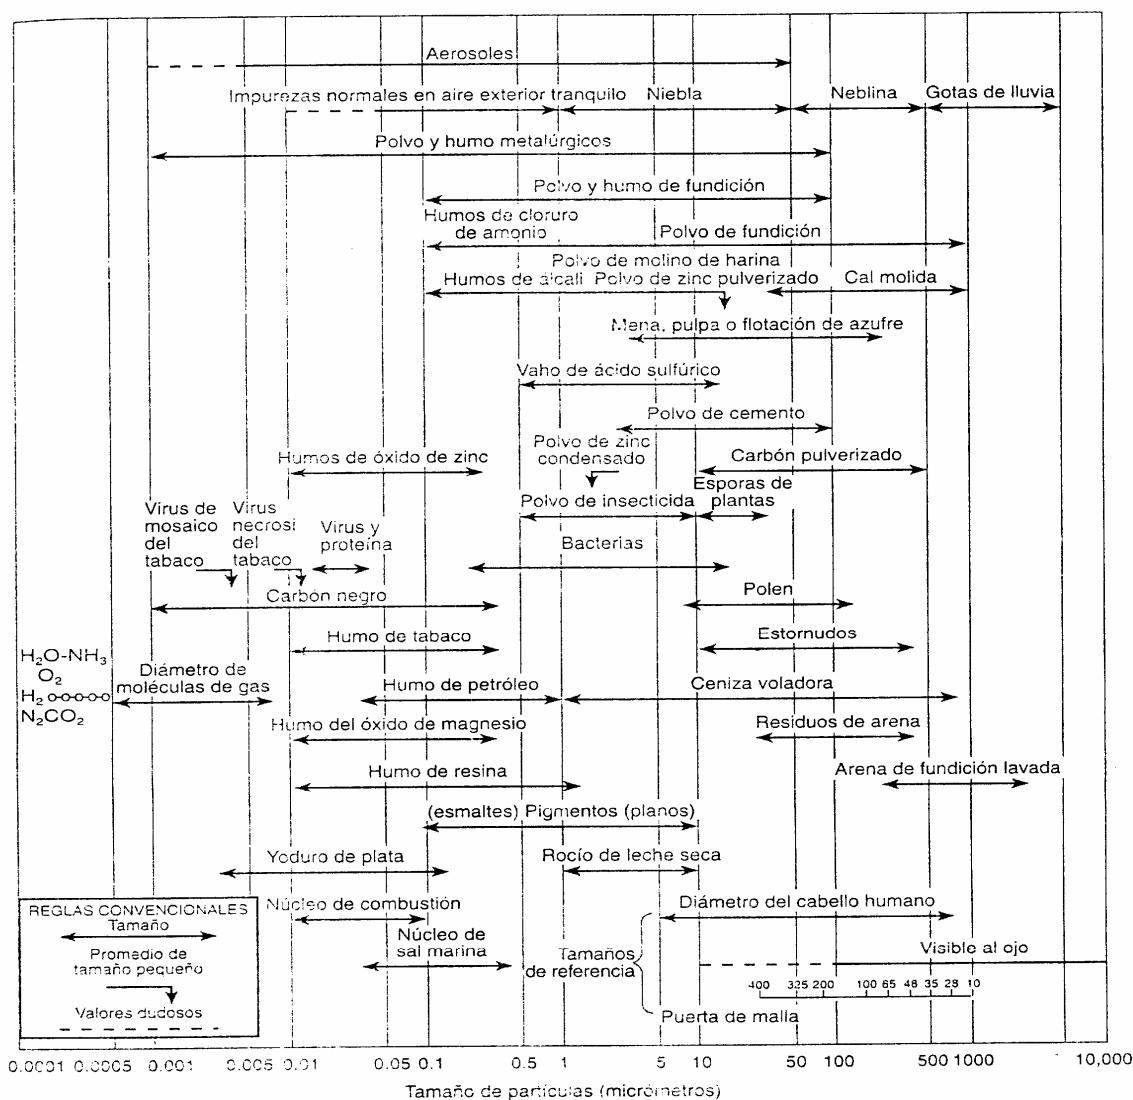 Aerosoles
Impurezas normales en aire exterior tranquilo
Niebla
Neblina
Gotas de lluvia
Polvo y humo metalúrgicos
Polvo y humo de fundición
Humos de cloruro
de amonio
Polvo de fundición
Polvo de molino de harina
Humos de álcali
Polvo de zinc pulverizado
Cal molida
Mena, pulpa o flotación de azufre
Vaho de ácido sulfúrico
Polvo de cemento
Humos de óxido de zinc
Polvo de zinc
condensado
Carbón pulverizado
Polvo de insecticida
Esporas de
plantas
Virus de
mosaico
del
tabaco
Virus
necrosi
del
tabaco
Virus y
proteína
Bacterias
Carbón negro
Polen
Humo de tabaco
Estornudos
H₂O-NH₃
O₂
H₂
N₂CO₂
Diámetro de
moléculas de gas
Humo de petróleo
Ceniza voladora
Humo del óxido de magnesio
Residuos de arena
Humo de resina
Arena de fundición lavada
(esmaltes) Pigmentos (planos)
Yoduro de plata
Rocío de leche seca
Núcleo de combustión
Diámetro del cabello humano
Núcleo de
sal marina
Tamaños
de referencia
Visible al ojo
400 325 200 100 65 48 35 28 10
Puerta de malla
REGLAS CONVENCIONALES
Tamaño
Promedio de
tamaño pequeño
Valores dudosos
0.0001 0.0005 0.001 0.005 0.01 0.05 0.1 0.5 1 5 10 50 100 500 1000 10,000
Tamaño de partículas (micrómetros)